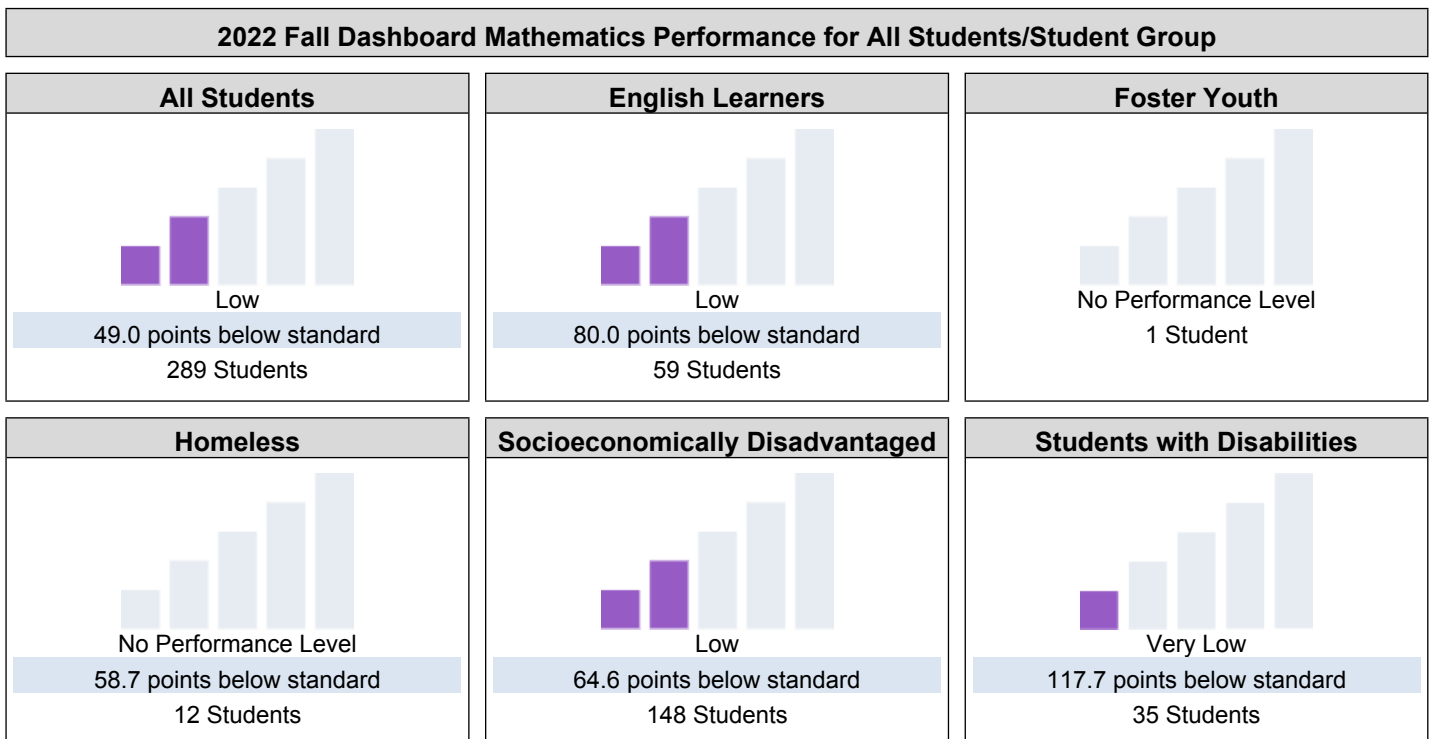 2022 Fall Dashboard Mathematics Performance for All Students/Student Group
All Students
Low
49.0 points below standard
289 Students
English Learners
Low
80.0 points below standard
59 Students
Foster Youth
No Performance Level
1 Student
Homeless
No Performance Level
58.7 points below standard
12 Students
Socioeconomically Disadvantaged
Low
64.6 points below standard
148 Students
Students with Disabilities
Very Low
117.7 points below standard
35 Students